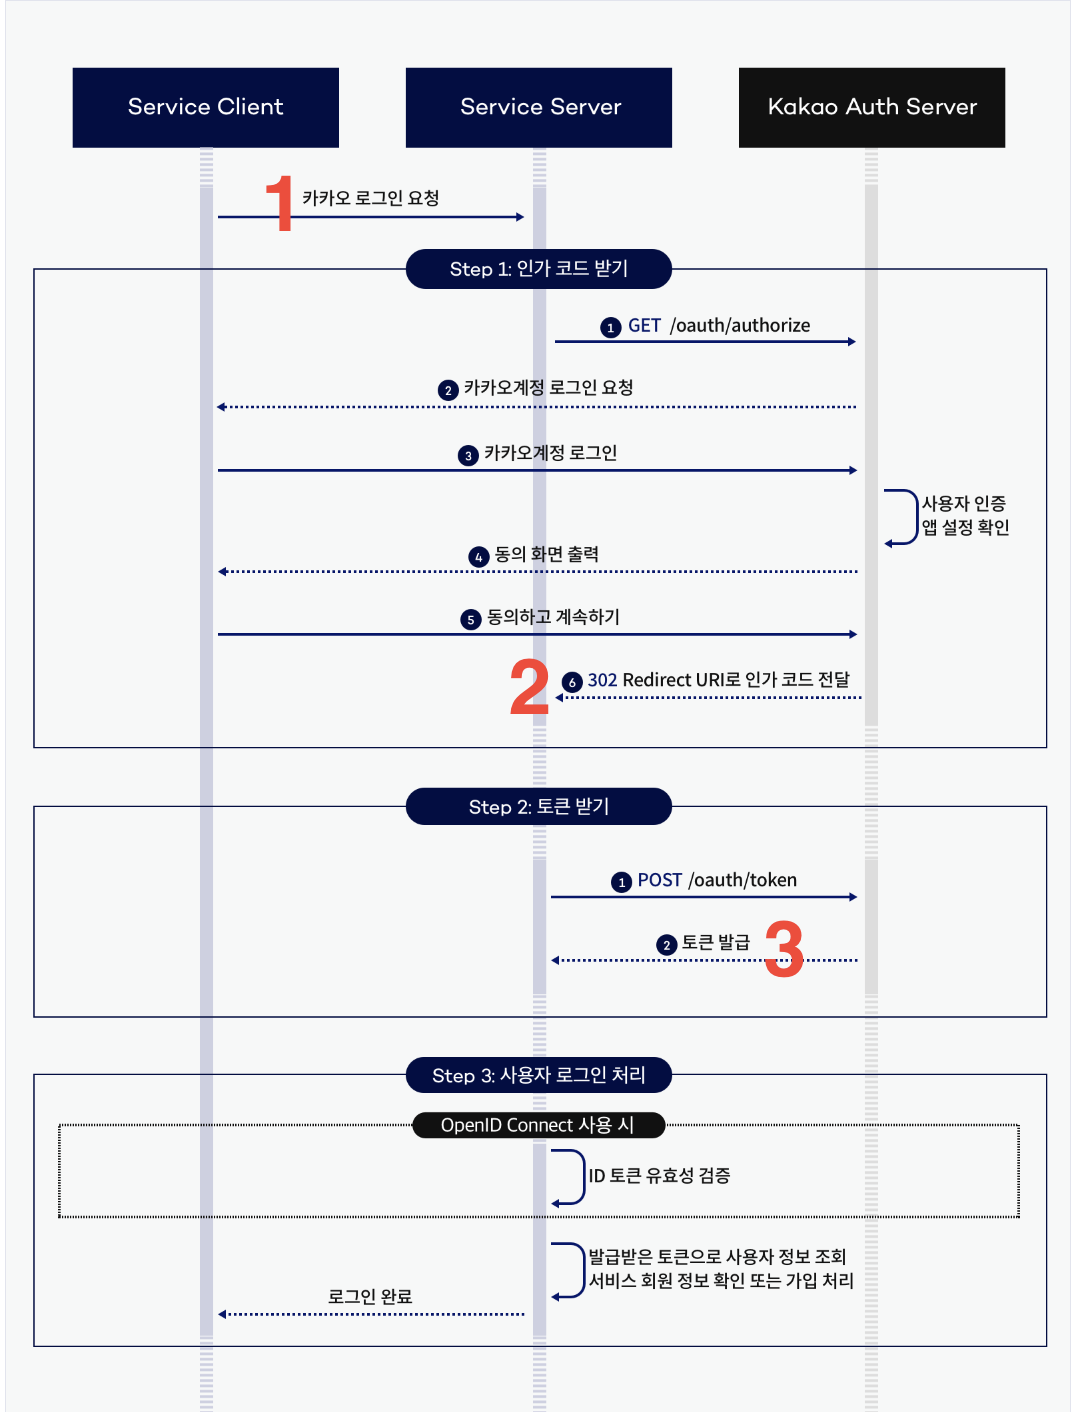 Service Client
Service Server
Kakao Auth Server
1 카카오 로그인 요청
Step 1: 인가 코드 받기
1 GET /oauth/authorize
2 카카오계정 로그인 요청
3 카카오계정 로그인
사용자 인증
앱 설정 확인
4 동의 화면 출력
5 동의하고 계속하기
2 6 302 Redirect URI로 인가 코드 전달
Step 2: 토큰 받기
1 POST /oauth/token
2 토큰 발급 3
Step 3: 사용자 로그인 처리
OpenID Connect 사용 시
ID 토큰 유효성 검증
발급받은 토큰으로 사용자 정보 조회
서비스 회원 정보 확인 또는 가입 처리
로그인 완료